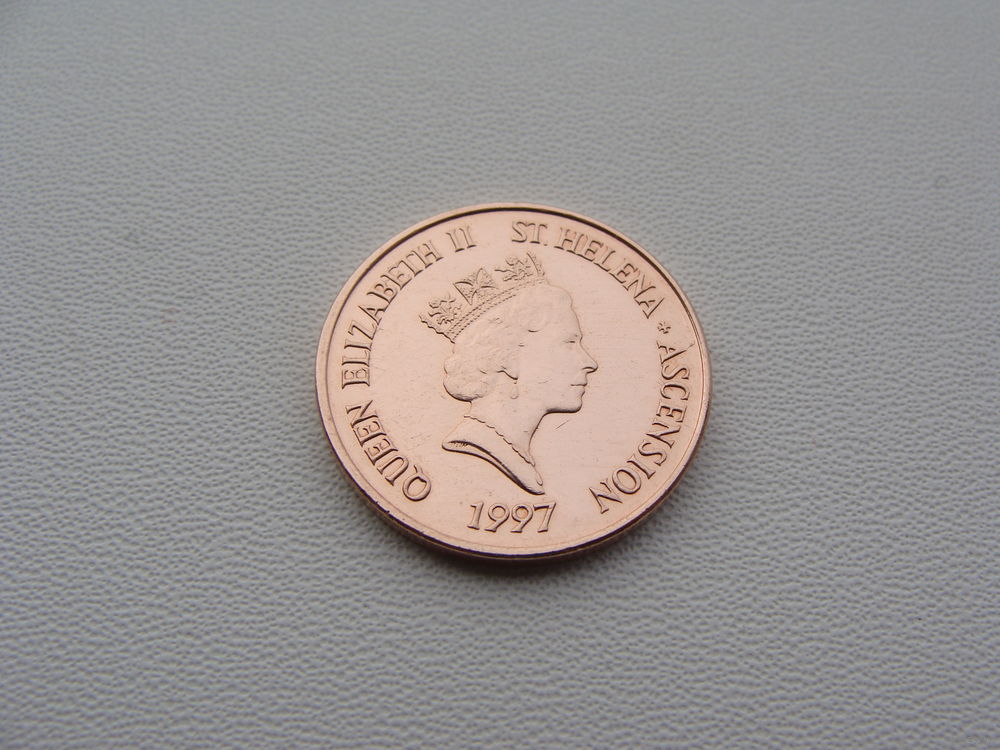 QUEEN ELIZABETH II ST. HELENA * ASCENSION
1997